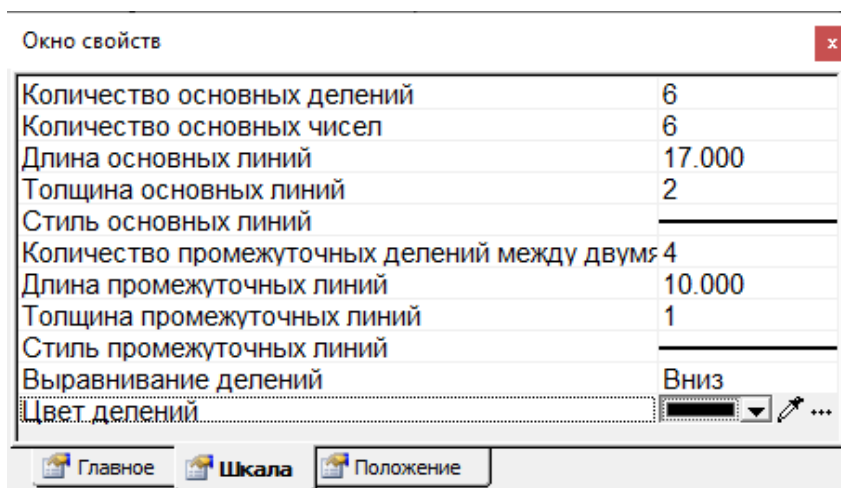 Окно свойств
x
Количество основных делений 6
Количество основных чисел 6
Длина основных линий 17.000
Толщина основных линий 2
Стиль основных линий
Количество промежуточных делений между двумя 4
Длина промежуточных линий 10.000
Толщина промежуточных линий 1
Стиль промежуточных линий
Выравнивание делений Вниз
Цвет делений ...
Главное Шкала Положение